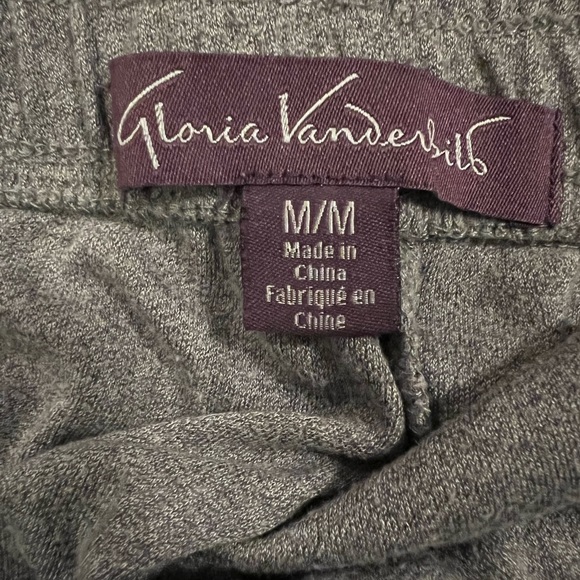 Gloria Vanderbilt
M/M
Made in
China
Fabriqué en
Chine